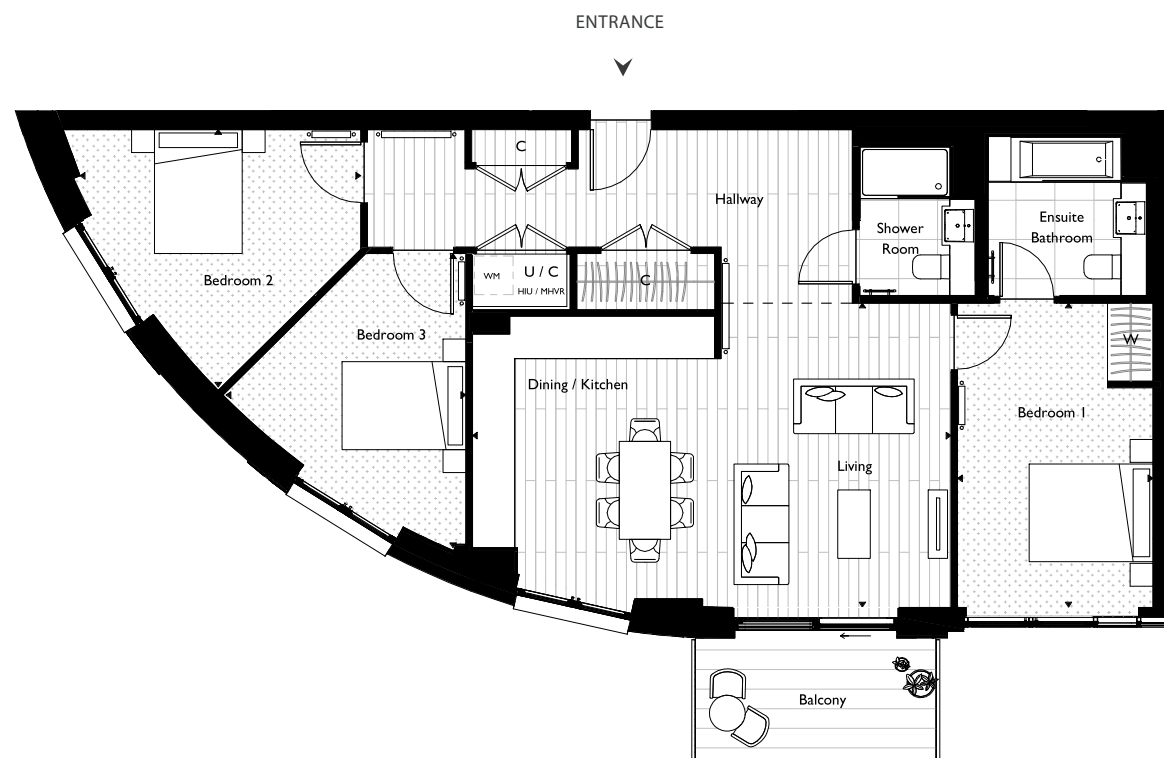 ENTRANCE
C
Hallway
Shower
Room
Ensuite
Bathroom
Bedroom 2
WM
U / C
HIU / MHVR
C
Bedroom 3
W
Dining / Kitchen
Bedroom 1
Living
Balcony